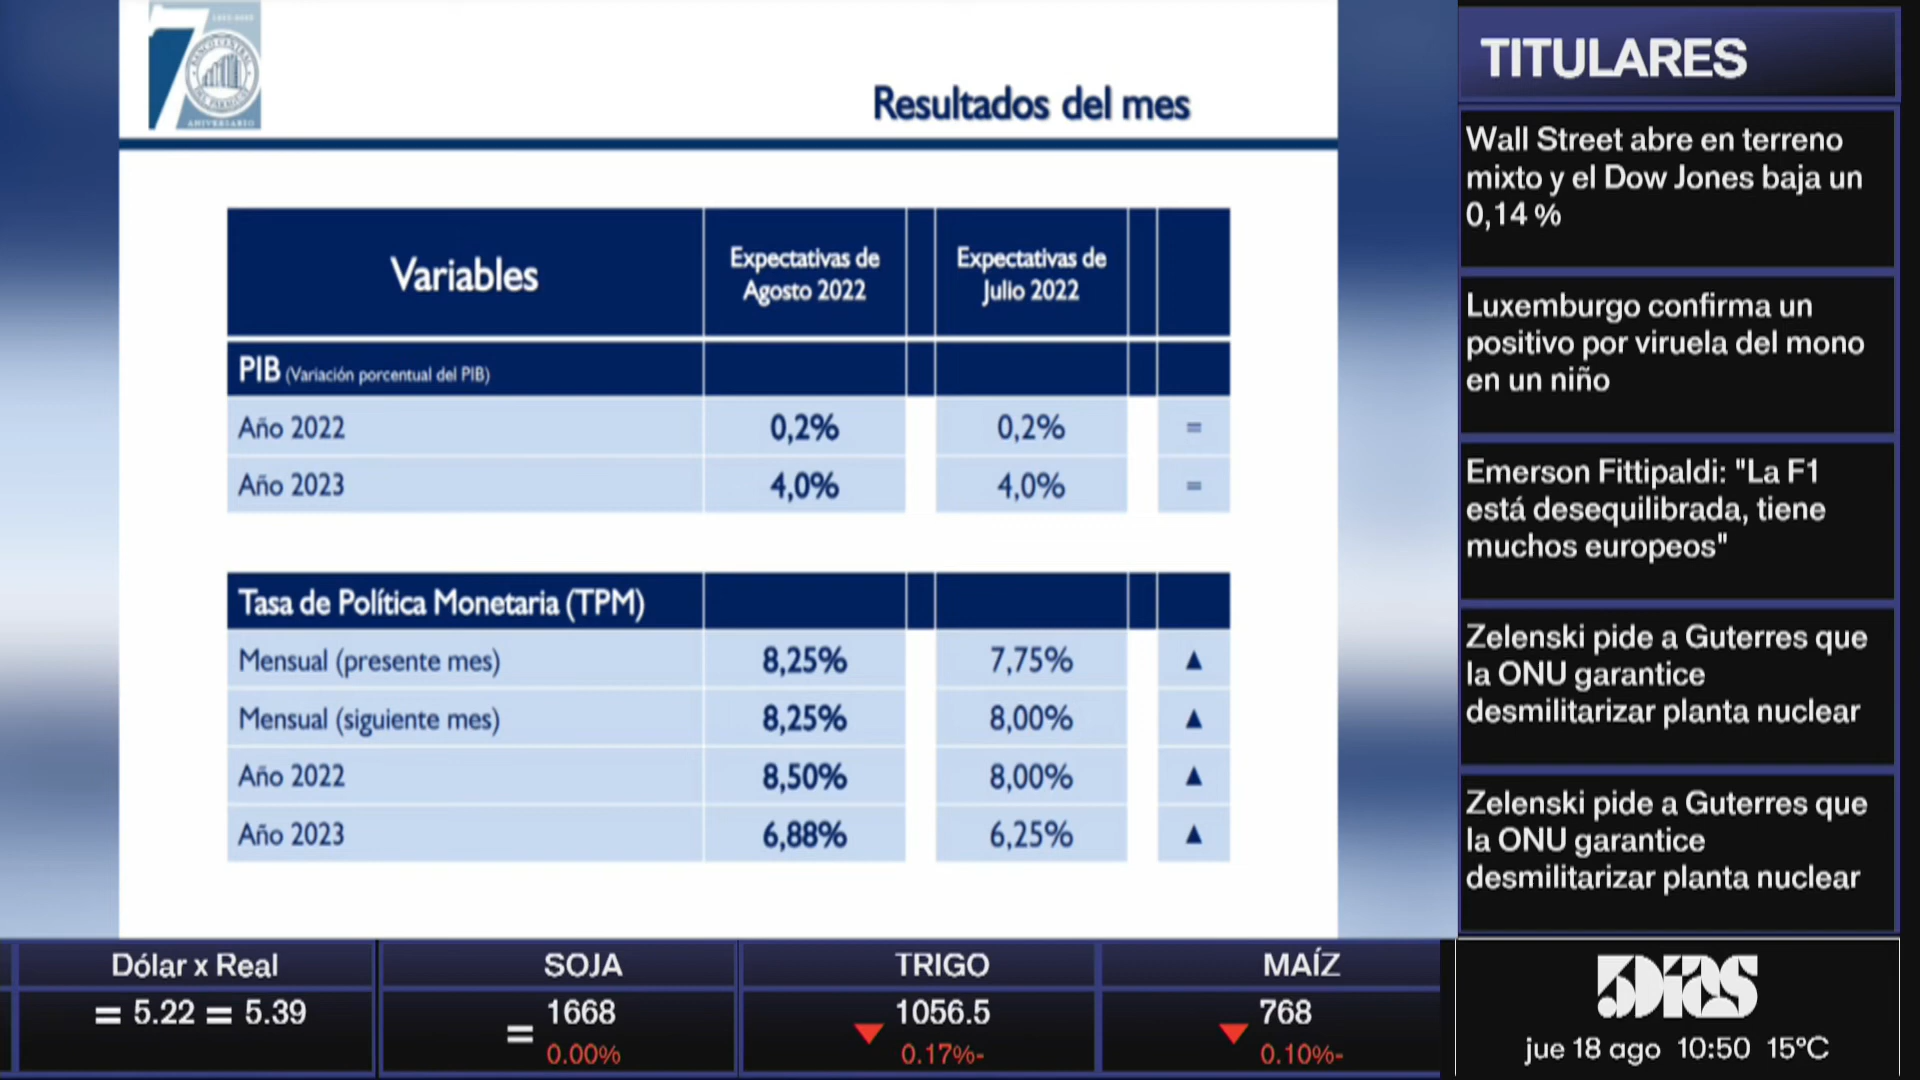 BANCO CENTRAL
DEL PARAGUAY
ANIVERSARIO
Resultados del mes
Variables
Expectativas de
Agosto 2022
Expectativas de
Julio 2022
PIB (Variación porcentual del PIB)
Año 2022 0,2% 0,2% =
Año 2023 4,0% 4,0% =
Tasa de Política Monetaria (TPM)
Mensual (presente mes) 8,25% 7,75% ▲
Mensual (siguiente mes) 8,25% 8,00% ▲
Año 2022 8,50% 8,00% ▲
Año 2023 6,88% 6,25% ▲
TITULARES
Wall Street abre en terreno
mixto y el Dow Jones baja un
0,14 %
Luxemburgo confirma un
positivo por viruela del mono
en un niño
Emerson Fittipaldi: "La F1
está desequilibrada, tiene
muchos europeos"
Zelenski pide a Guterres que
la ONU garantice
desmilitarizar planta nuclear
Zelenski pide a Guterres que
la ONU garantice
desmilitarizar planta nuclear
Dólar x Real
= 5.22 = 5.39
SOJA
= 1668
0.00%
TRIGO
▼ 1056.5
0.17%-
MAÍZ
▼ 768
0.10%-
5Días
jue 18 ago 10:50 15°C